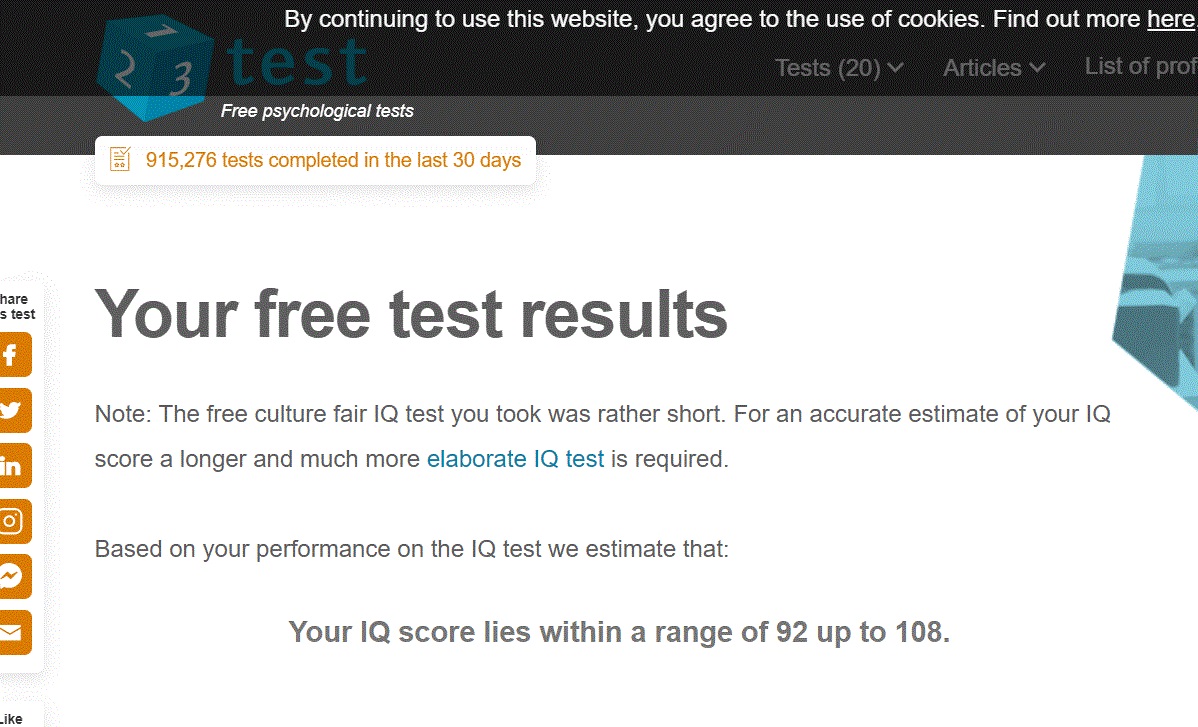 By continuing to use this website, you agree to the use of cookies. Find out more here
1
2 3 test
Tests (20) Articles List of prof
Free psychological tests
915,276 tests completed in the last 30 days
hare
s test
Your free test results
Note: The free culture fair IQ test you took was rather short. For an accurate estimate of your IQ
score a longer and much more elaborate IQ test is required.
Based on your performance on the IQ test we estimate that:
Your IQ score lies within a range of 92 up to 108.
f
in
Like